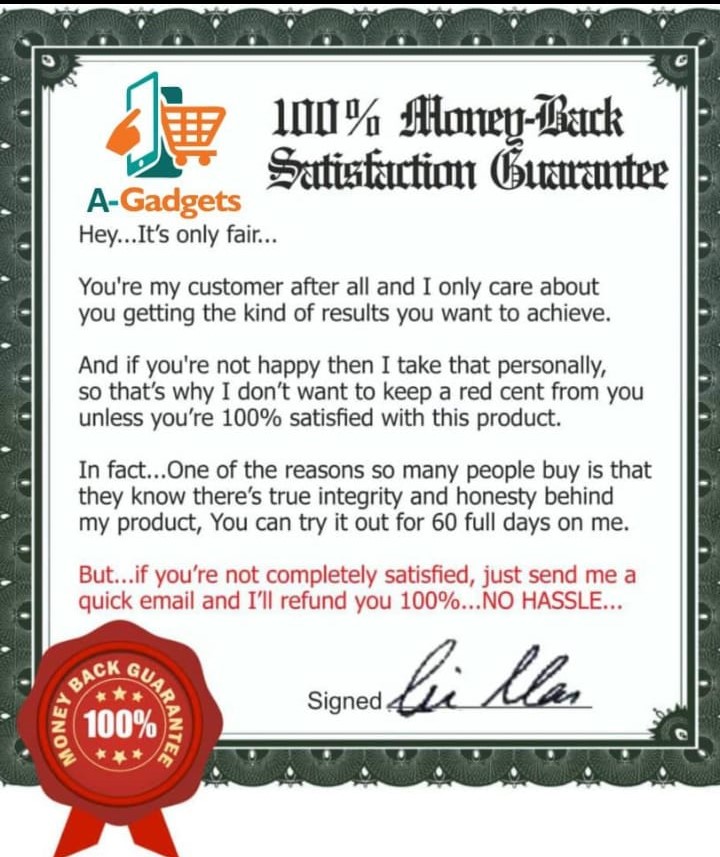 A-Gadgets
100% Money-Back
Satisfaction Guarantee
Hey...It's only fair...
You're my customer after all and I only care about
you getting the kind of results you want to achieve.
And if you're not happy then I take that personally,
so that's why I don't want to keep a red cent from you
unless you're 100% satisfied with this product.
In fact...One of the reasons so many people buy is that
they know there's true integrity and honesty behind
my product, You can try it out for 60 full days on me.
But...if you're not completely satisfied, just send me a
quick email and I'll refund you 100%...NO HASSLE...
Signed
MONEY BACK GUARANTEE
100%
GUARANTEE